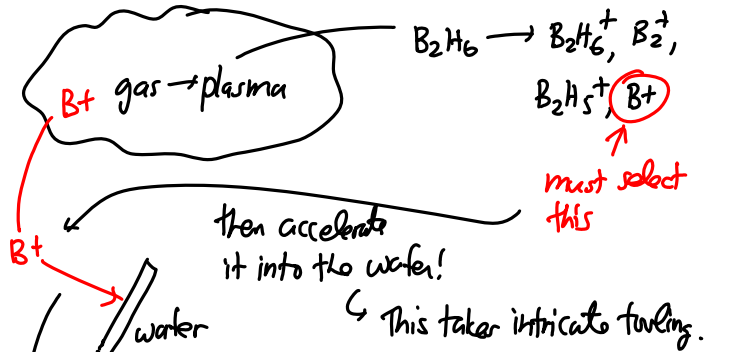 B₂H₆ → B₂H₆⁺, B₂⁺,
B+ gas → plasma
B₂H₅⁺, B+
must select
this
then accelerate
it into the wafer!
B+
This takes intricate tooling.
wafer